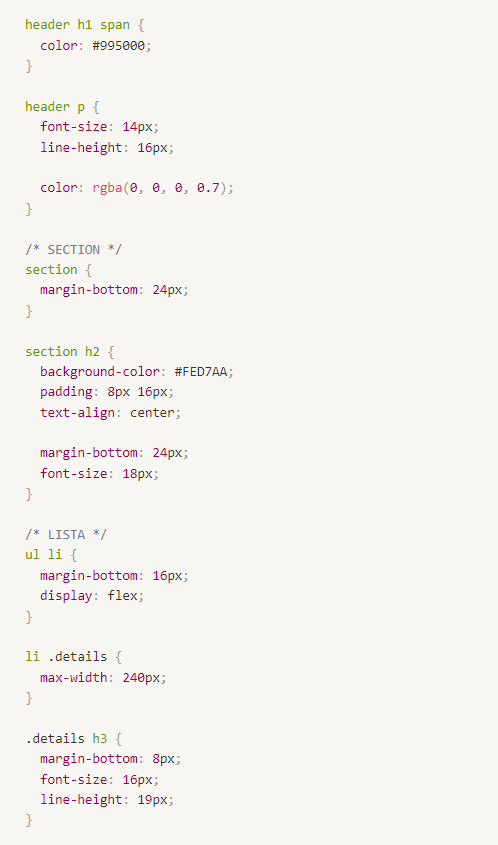 header h1 span {
  color: #995000;
}

header p {
  font-size: 14px;
  line-height: 16px;

  color: rgba(0, 0, 0, 0.7);
}

/* SECTION */
section {
  margin-bottom: 24px;
}

section h2 {
  background-color: #FED7AA;
  padding: 8px 16px;
  text-align: center;

  margin-bottom: 24px;
  font-size: 18px;
}

/* LISTA */
ul li {
  margin-bottom: 16px;
  display: flex;
}

li .details {
  max-width: 240px;
}

.details h3 {
  margin-bottom: 8px;
  font-size: 16px;
  line-height: 19px;
}